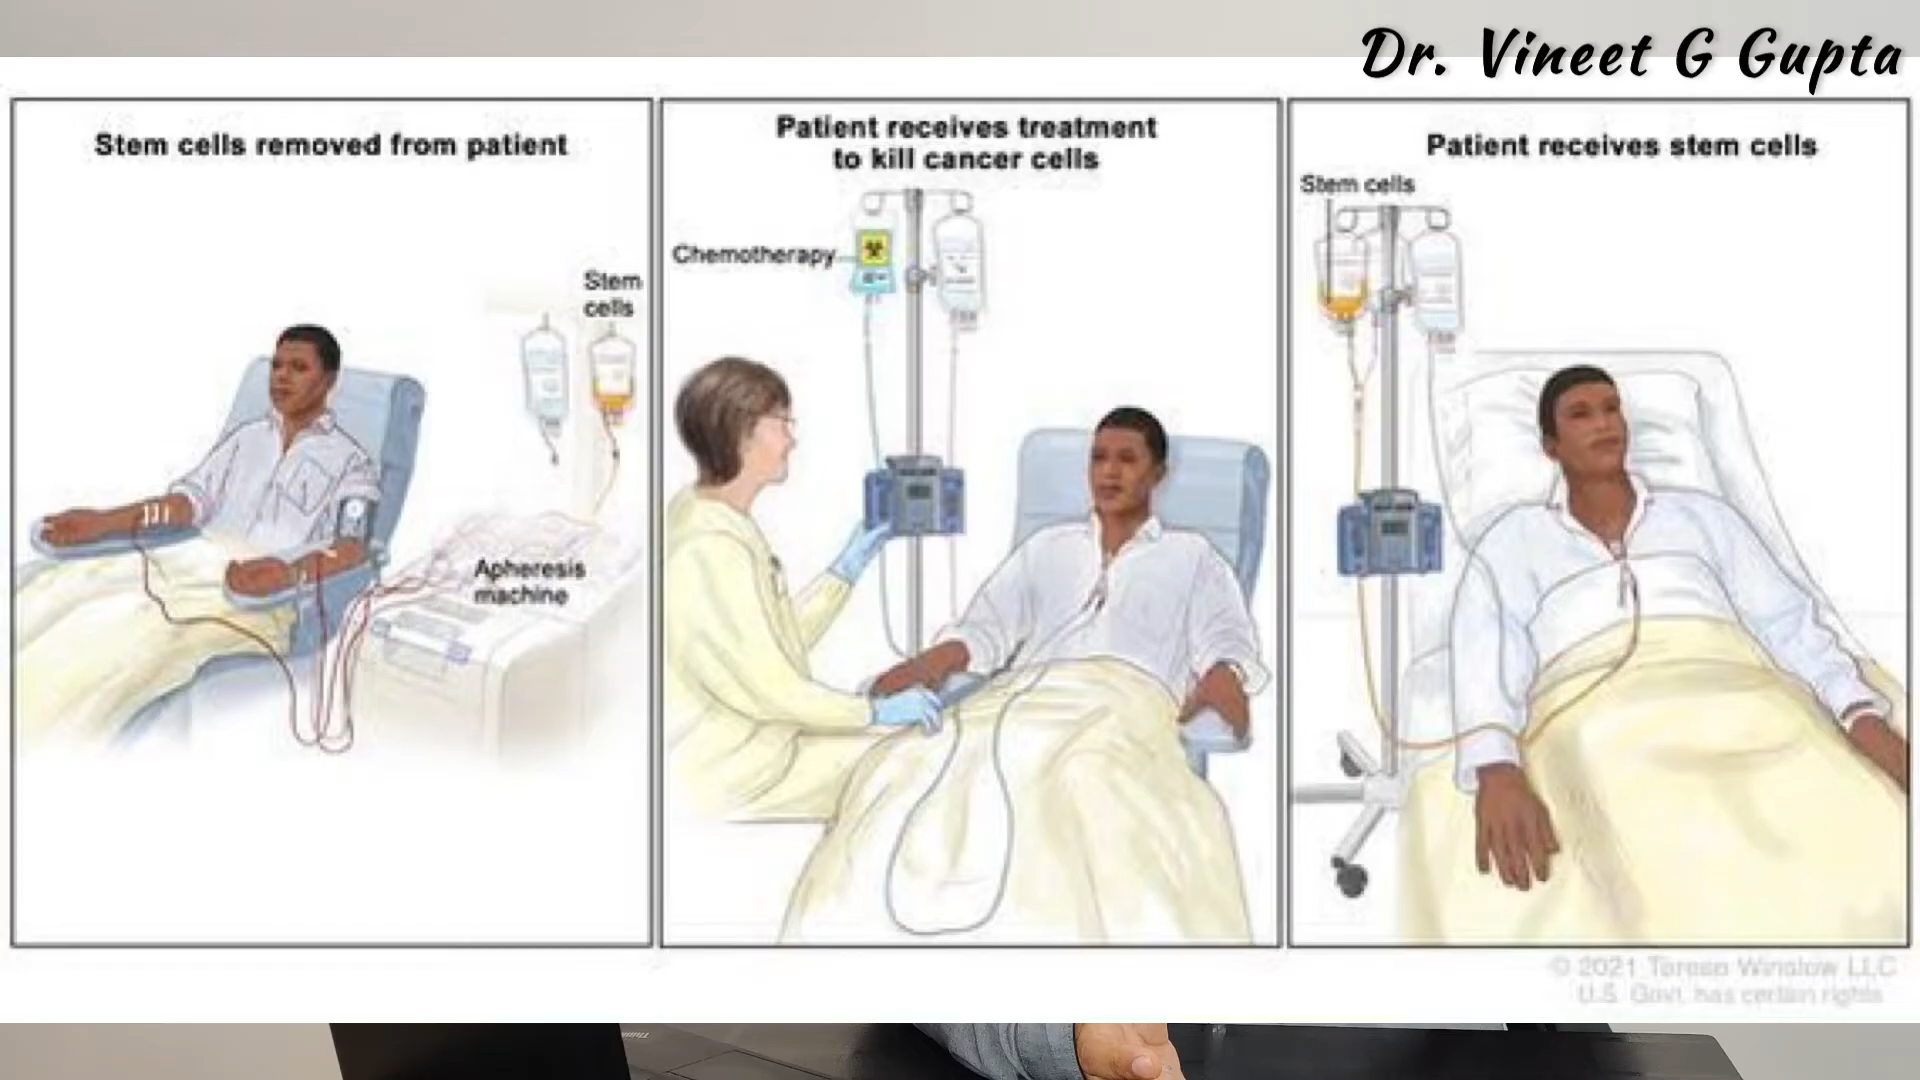 Dr. Vineet G Gupta
Stem cells removed from patient
Stem
cells
Apheresis
machine
Patient receives treatment
to kill cancer cells
Chemotherapy
Patient receives stem cells
Stem cells
© 2021 Terese Winslow LLC
U.S. Govt. has certain rights